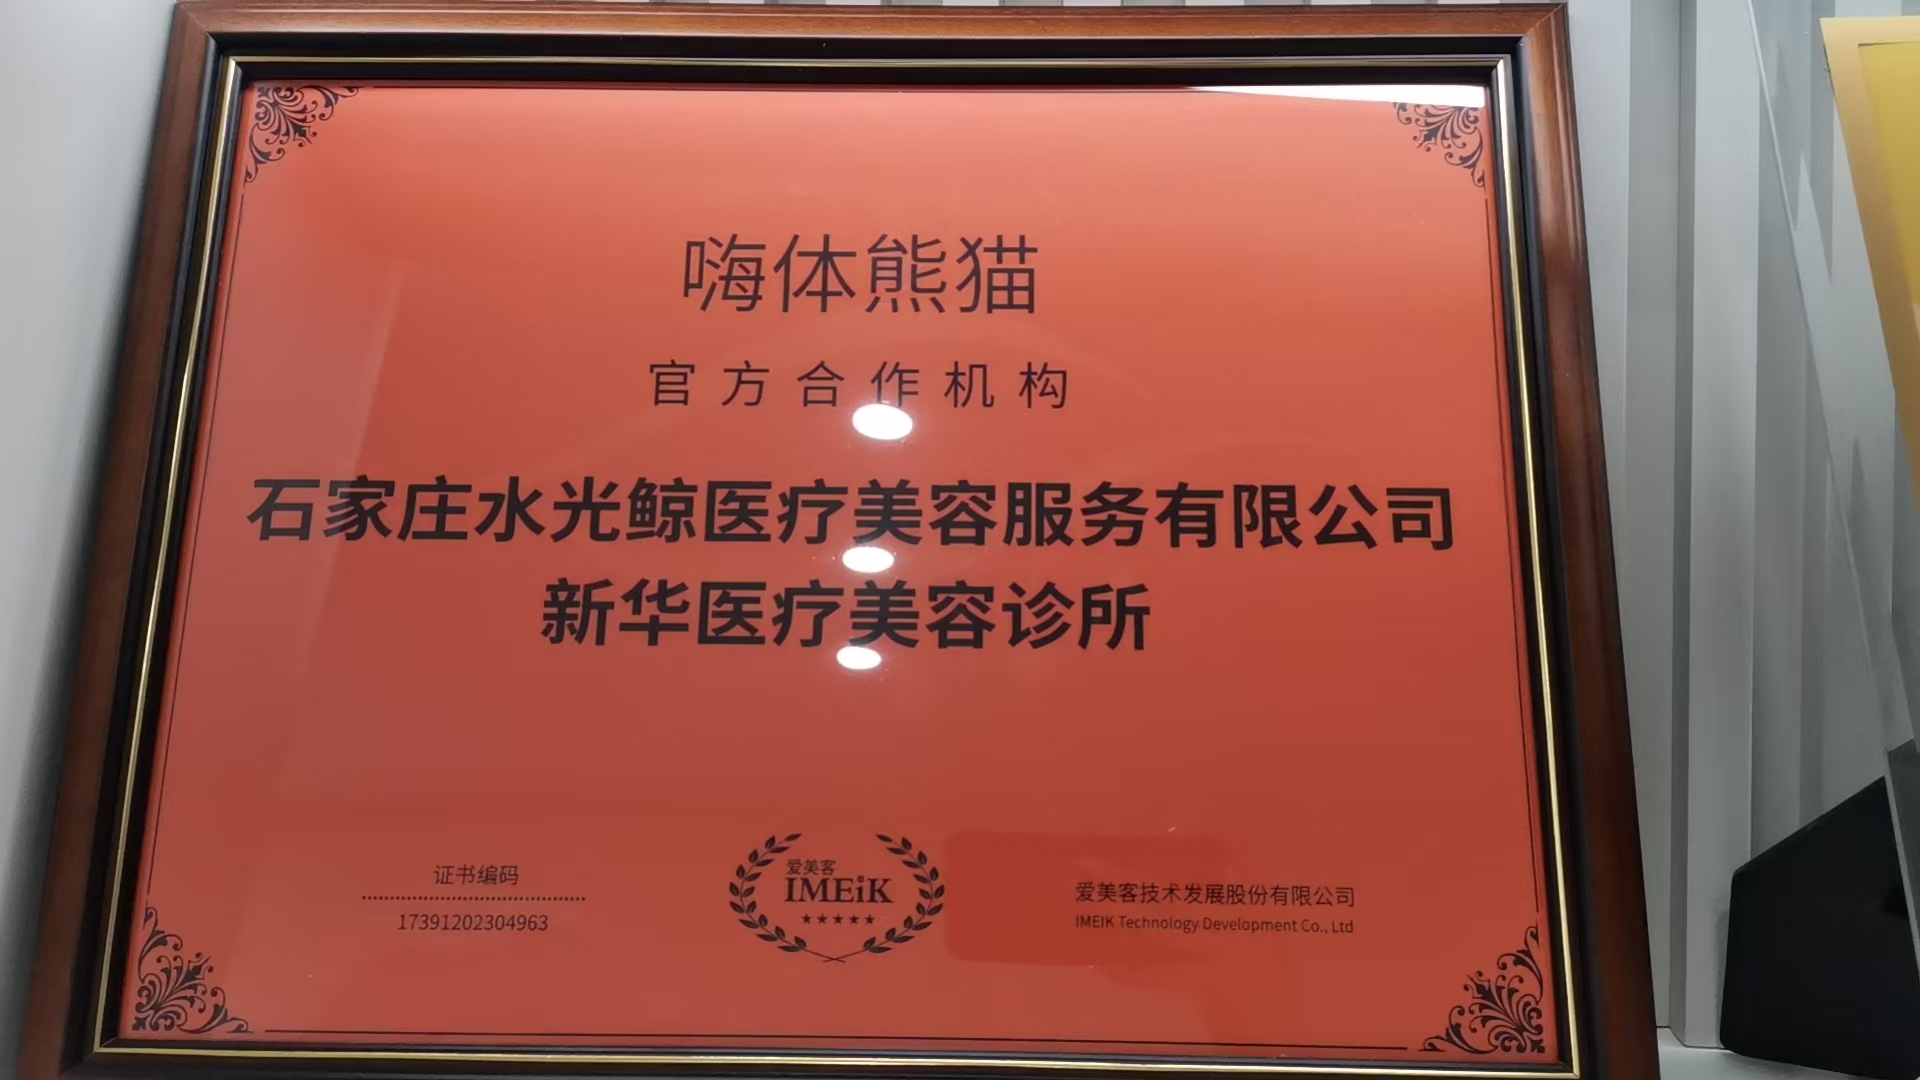 嗨体熊猫
官方合作机构
石家庄水光鲸医疗美容服务有限公司
新华医疗美容诊所
证书编码
17391202304963
爱美客
IMEiK
爱美客技术发展股份有限公司
IMEIK Technology Development Co., Ltd